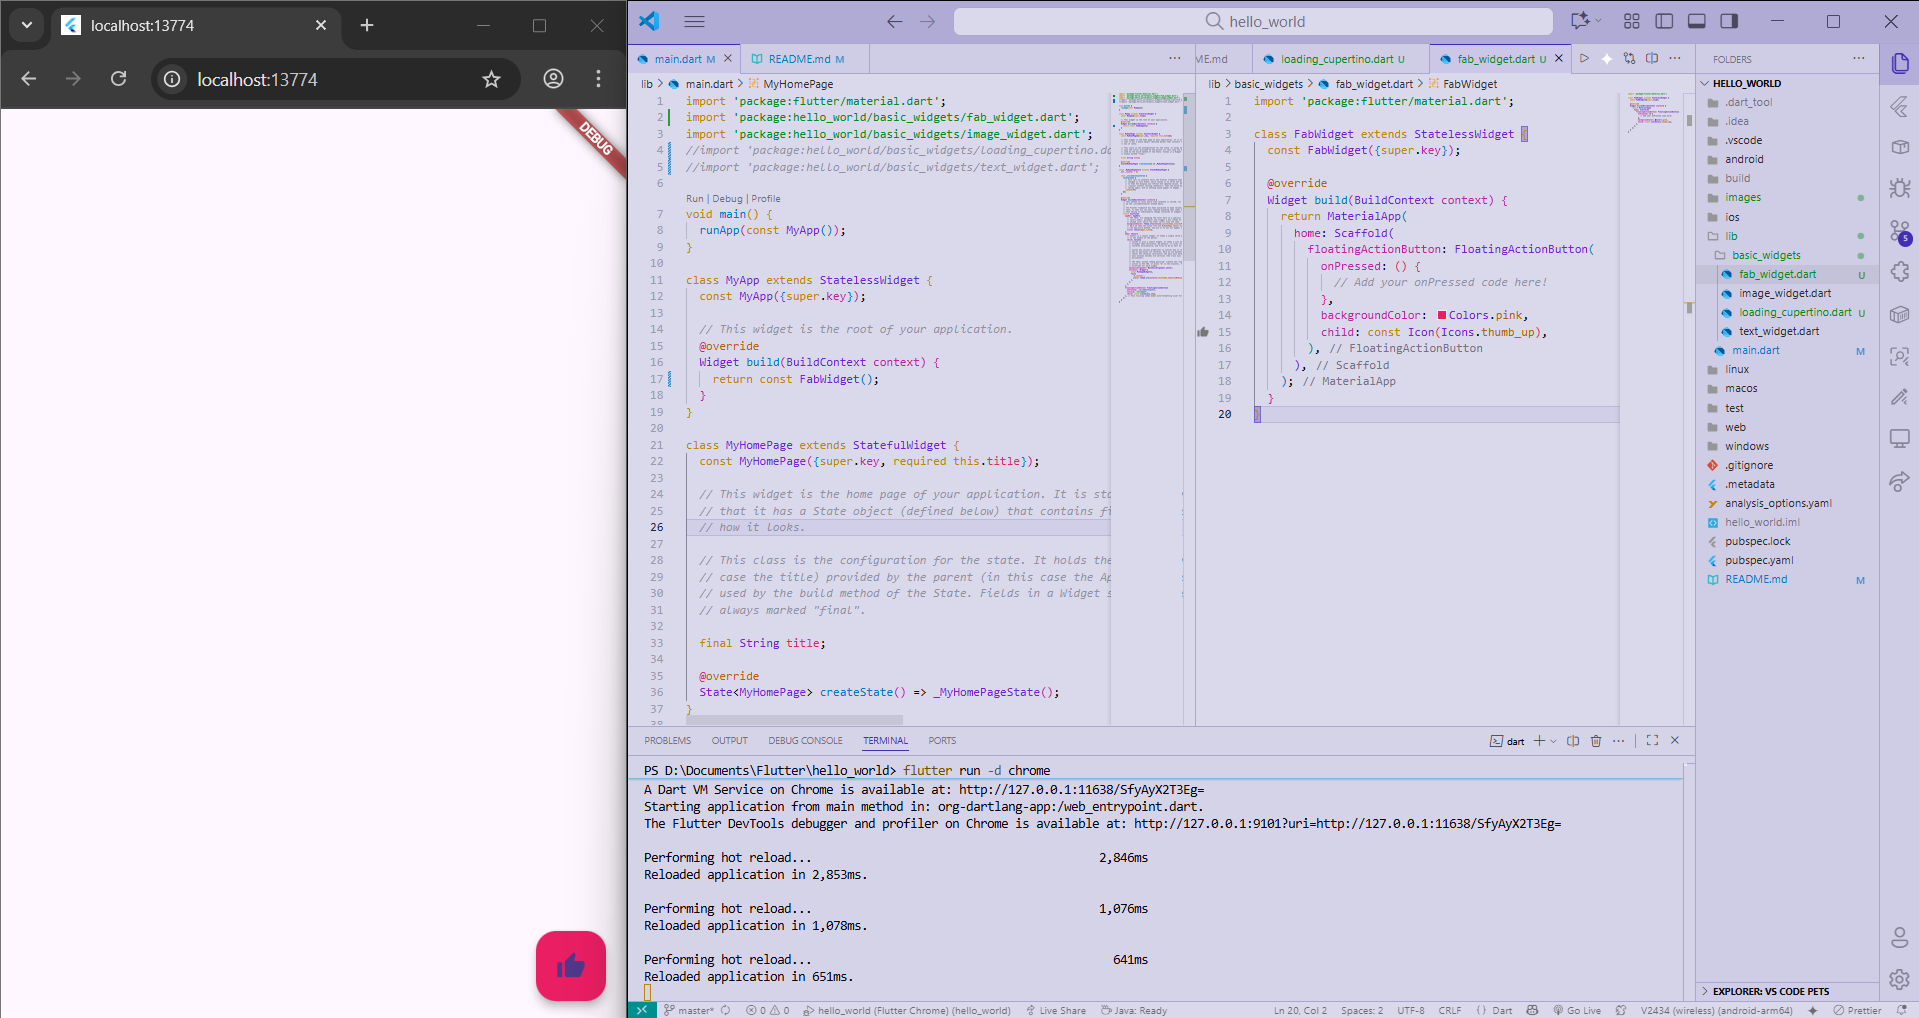 localhost:13774
localhost:13774
DEBUG
hello_world
main.dart M
README.md M
ME.md
loading_cupertino.dart U
fab_widget.dart U
lib > main.dart > MyHomePage
1 import 'package:flutter/material.dart';
2 import 'package:hello_world/basic_widgets/fab_widget.dart';
3 import 'package:hello_world/basic_widgets/image_widget.dart';
4 //import 'package:hello_world/basic_widgets/loading_cupertino.da
5 //import 'package:hello_world/basic_widgets/text_widget.dart';
6
Run | Debug | Profile
7 void main() {
8 runApp(const MyApp());
9 }
10
11 class MyApp extends StatelessWidget {
12 const MyApp({super.key});
13
14 // This widget is the root of your application.
15 @override
16 Widget build(BuildContext context) {
17 return const FabWidget();
18 }
19 }
20
21 class MyHomePage extends StatefulWidget {
22 const MyHomePage({super.key, required this.title});
23
24 // This widget is the home page of your application. It is sta
25 // that it has a State object (defined below) that contains fi
26 // how it looks.
27
28 // This class is the configuration for the state. It holds the
29 // case the title) provided by the parent (in this case the Ap
30 // used by the build method of the State. Fields in a Widget s
31 // always marked "final".
32
33 final String title;
34
35 @override
36 State<MyHomePage> createState() => _MyHomePageState();
37 }
38
lib > basic_widgets > fab_widget.dart > FabWidget
1 import 'package:flutter/material.dart';
2
3 class FabWidget extends StatelessWidget {
4 const FabWidget({super.key});
5
6 @override
7 Widget build(BuildContext context) {
8 return MaterialApp(
9 home: Scaffold(
10 floatingActionButton: FloatingActionButton(
11 onPressed: () {
12 // Add your onPressed code here!
13 },
14 backgroundColor: Colors.pink,
15 child: const Icon(Icons.thumb_up),
16 ), // FloatingActionButton
17 ), // Scaffold
18 ); // MaterialApp
19 }
20 }
FOLDERS
HELLO_WORLD
.dart_tool
.idea
.vscode
android
build
images
ios
lib
basic_widgets
fab_widget.dart U
image_widget.dart
loading_cupertino.dart U
text_widget.dart
main.dart M
linux
macos
test
web
windows
.gitignore
.metadata
analysis_options.yaml
hello_world.iml
pubspec.lock
pubspec.yaml
README.md M
EXPLORER: VS CODE PETS
5
PROBLEMS OUTPUT DEBUG CONSOLE TERMINAL PORTS
dart
PS D:\Documents\Flutter\hello_world> flutter run -d chrome
A Dart VM Service on Chrome is available at: http://127.0.0.1:11638/SfyAyX2T3Eg=
Starting application from main method in: org-dartlang-app:/web_entrypoint.dart.
The Flutter DevTools debugger and profiler on Chrome is available at: http://127.0.0.1:9101?uri=http://127.0.0.1:11638/SfyAyX2T3Eg=
Performing hot reload... 2,846ms
Reloaded application in 2,853ms.
Performing hot reload... 1,076ms
Reloaded application in 1,078ms.
Performing hot reload... 641ms
Reloaded application in 651ms.
master* 0 0 hello_world (Flutter Chrome) (hello_world) Live Share Java: Ready Ln 20, Col 2 Spaces: 2 UTF-8 CRLF {} Dart Go Live V2434 (wireless) (android-arm64) Prettier